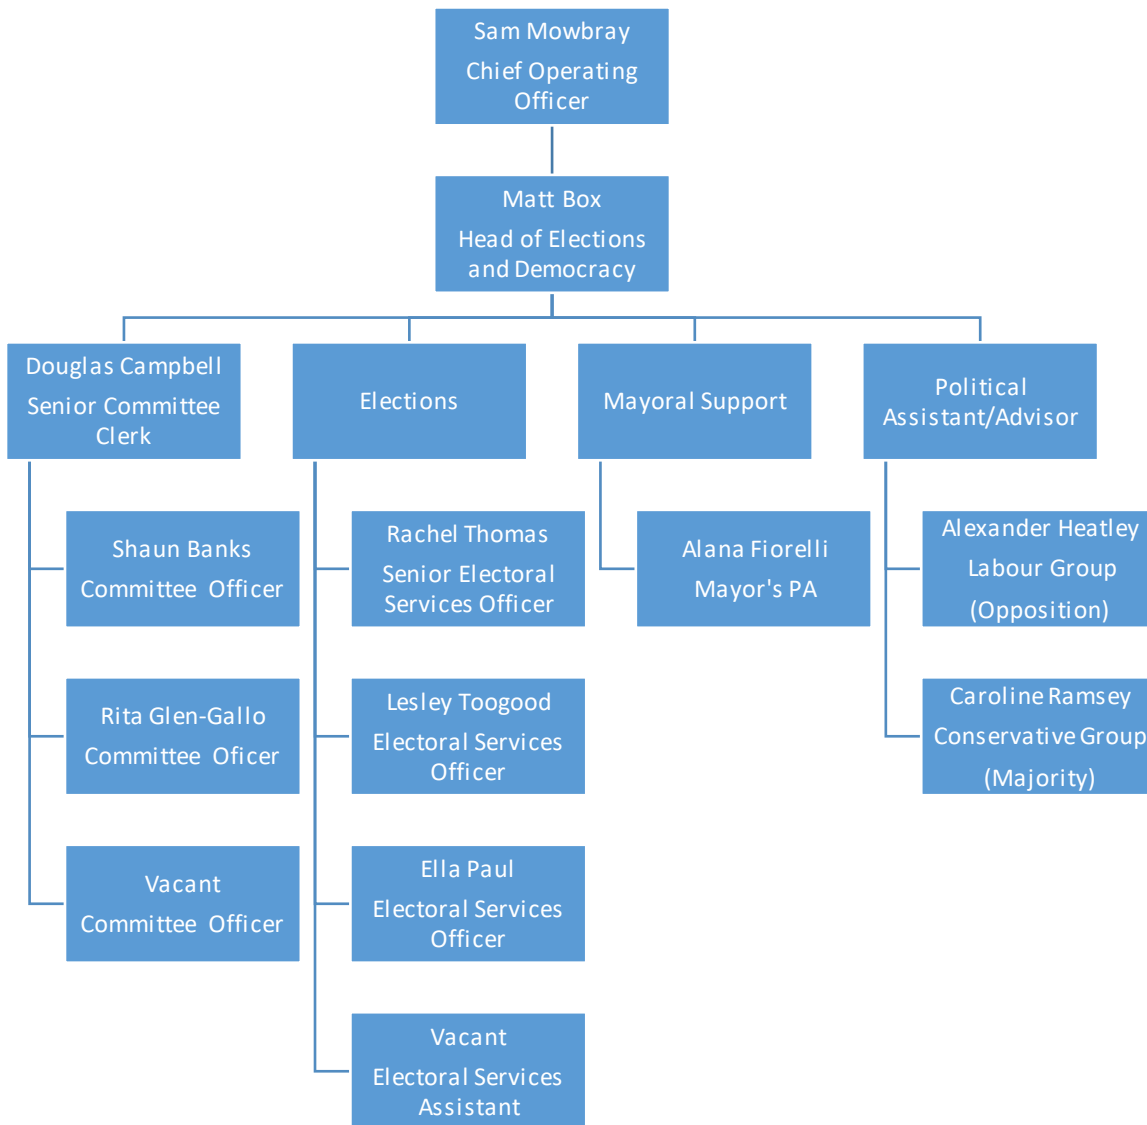 Sam Mowbray
Chief Operating
Officer
Matt Box
Head of Elections
and Democracy
Douglas Campbell
Senior Committee
Clerk
Elections
Mayoral Support
Political
Assistant/Advisor
Shaun Banks
Committee Officer
Rachel Thomas
Senior Electoral
Services Officer
Alana Fiorelli
Mayor's PA
Alexander Heatley
Labour Group
(Opposition)
Rita Glen-Gallo
Committee Oficer
Lesley Toogood
Electoral Services
Officer
Caroline Ramsey
Conservative Group
(Majority)
Vacant
Committee Officer
Ella Paul
Electoral Services
Officer
Vacant
Electoral Services
Assistant